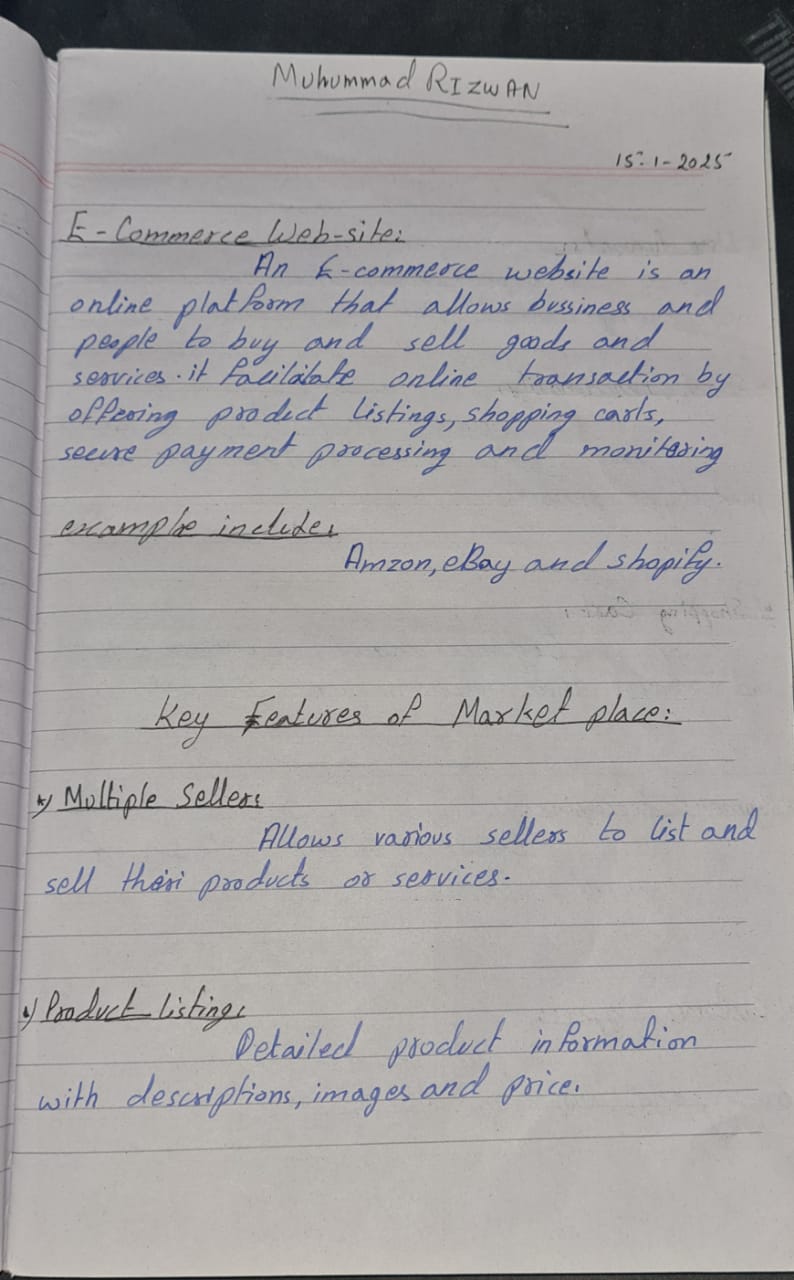 Muhummad RIZWAN
15-1-2025
E-Commerce Web-site:
An E-commerce website is an
online platform that allows bussiness and
people to buy and sell goods and
services. it facilitate online transaction by
offering product listings, shopping carts,
secure payment processing and monitering
example include:
Amzon, eBay and shopify.
Key Features of Market place:
*) Multiple Sellers:
Allows various sellers to list and
sell their products or services.
*) Product Listing:
Detailed product information
with descriptions, images and price.